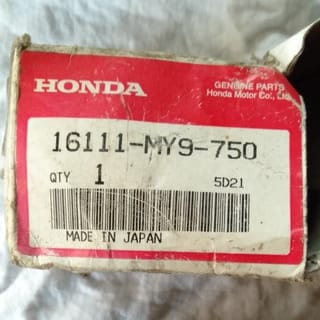 HONDA
GENUINE PARTS
Honda Motor Co., Ltd.
16111-MY9-750
QTY 1 5D21
MADE IN JAPAN